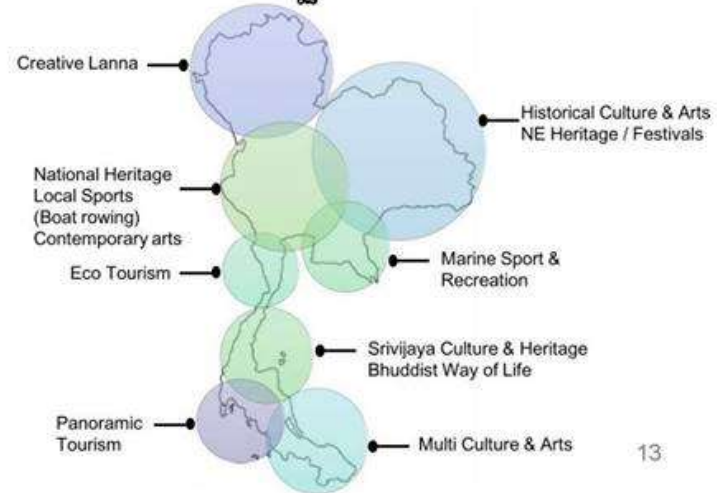 Creative Lanna
Historical Culture & Arts
NE Heritage / Festivals
National Heritage
Local Sports
(Boat rowing)
Contemporary arts
Eco Tourism
Marine Sport &
Recreation
Srivijaya Culture & Heritage
Bhuddist Way of Life
Panoramic
Tourism
Multi Culture & Arts
13